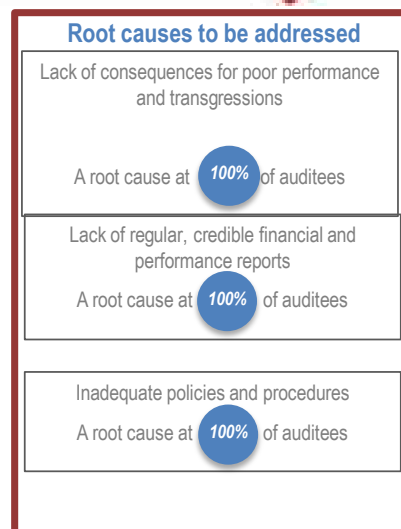 Root causes to be addressed
Lack of consequences for poor performance
and transgressions
A root cause at 100% of auditees
Lack of regular, credible financial and
performance reports
A root cause at 100% of auditees
Inadequate policies and procedures
A root cause at 100% of auditees